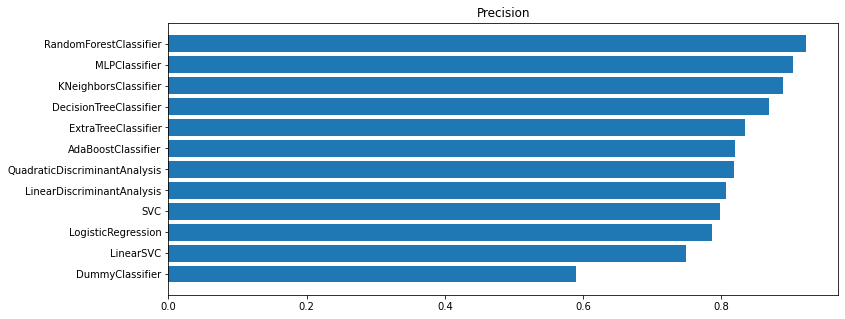 Precision
RandomForestClassifier
MLPClassifier
KNeighborsClassifier
DecisionTreeClassifier
ExtraTreeClassifier
AdaBoostClassifier
QuadraticDiscriminantAnalysis
LinearDiscriminantAnalysis
SVC
LogisticRegression
LinearSVC
DummyClassifier
0.0 0.2 0.4 0.6 0.8